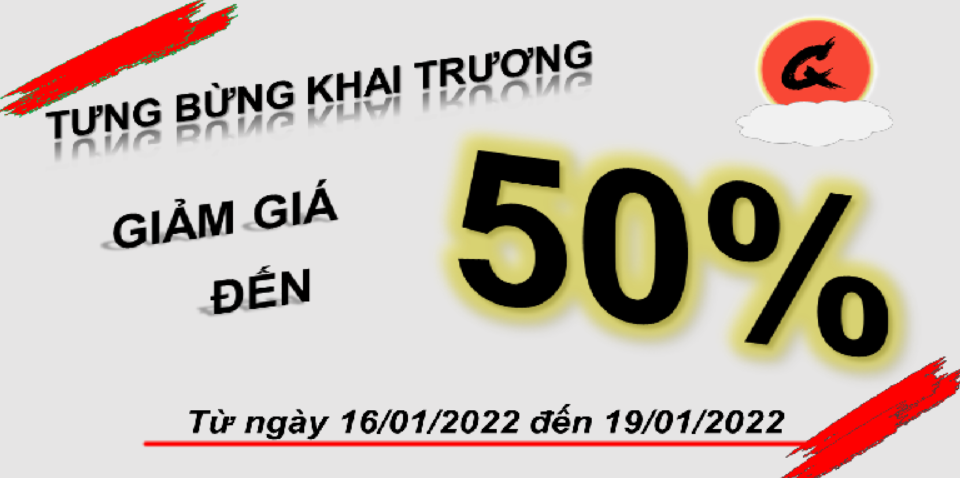 TƯNG BỪNG KHAI TRƯƠNG
GIẢM GIÁ
ĐẾN
50%
Từ ngày 16/01/2022 đến 19/01/2022